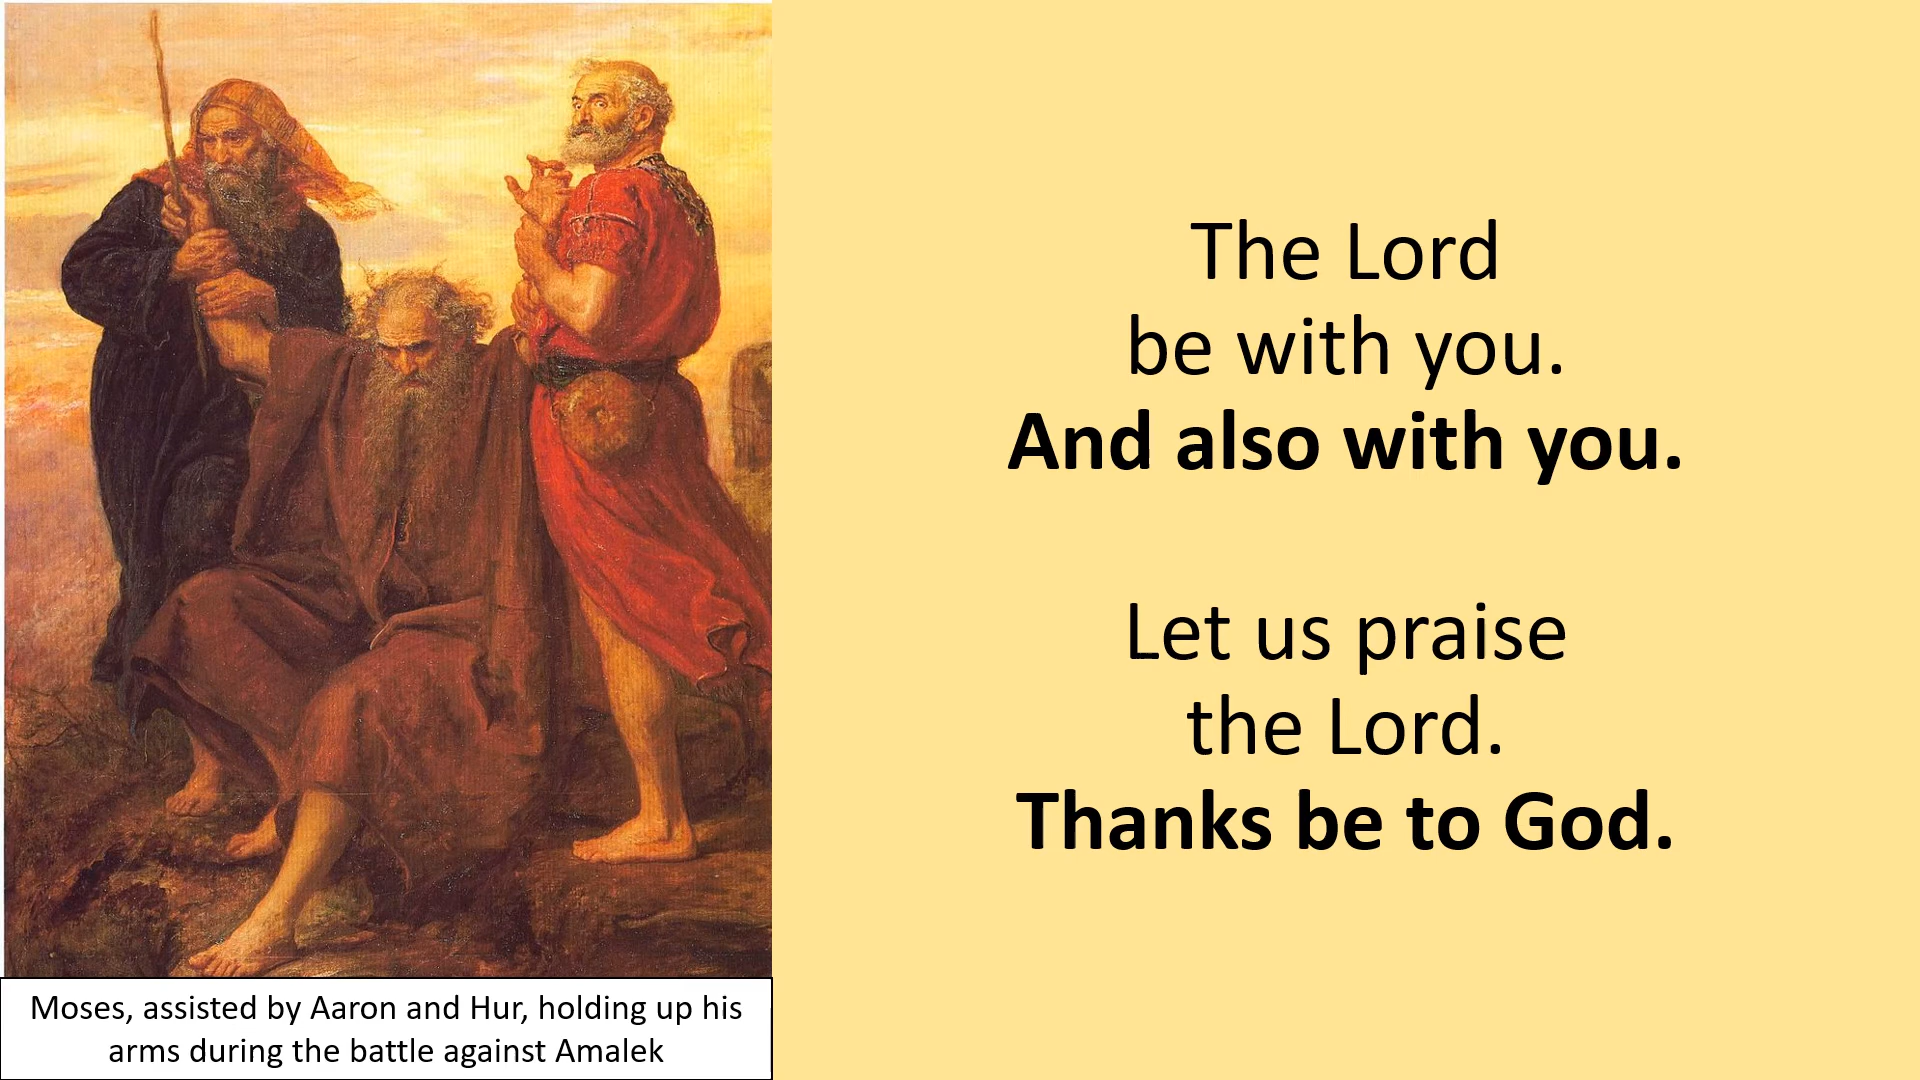 The Lord
be with you.
And also with you.
Let us praise
the Lord.
Thanks be to God.
Moses, assisted by Aaron and Hur, holding up his
arms during the battle against Amalek